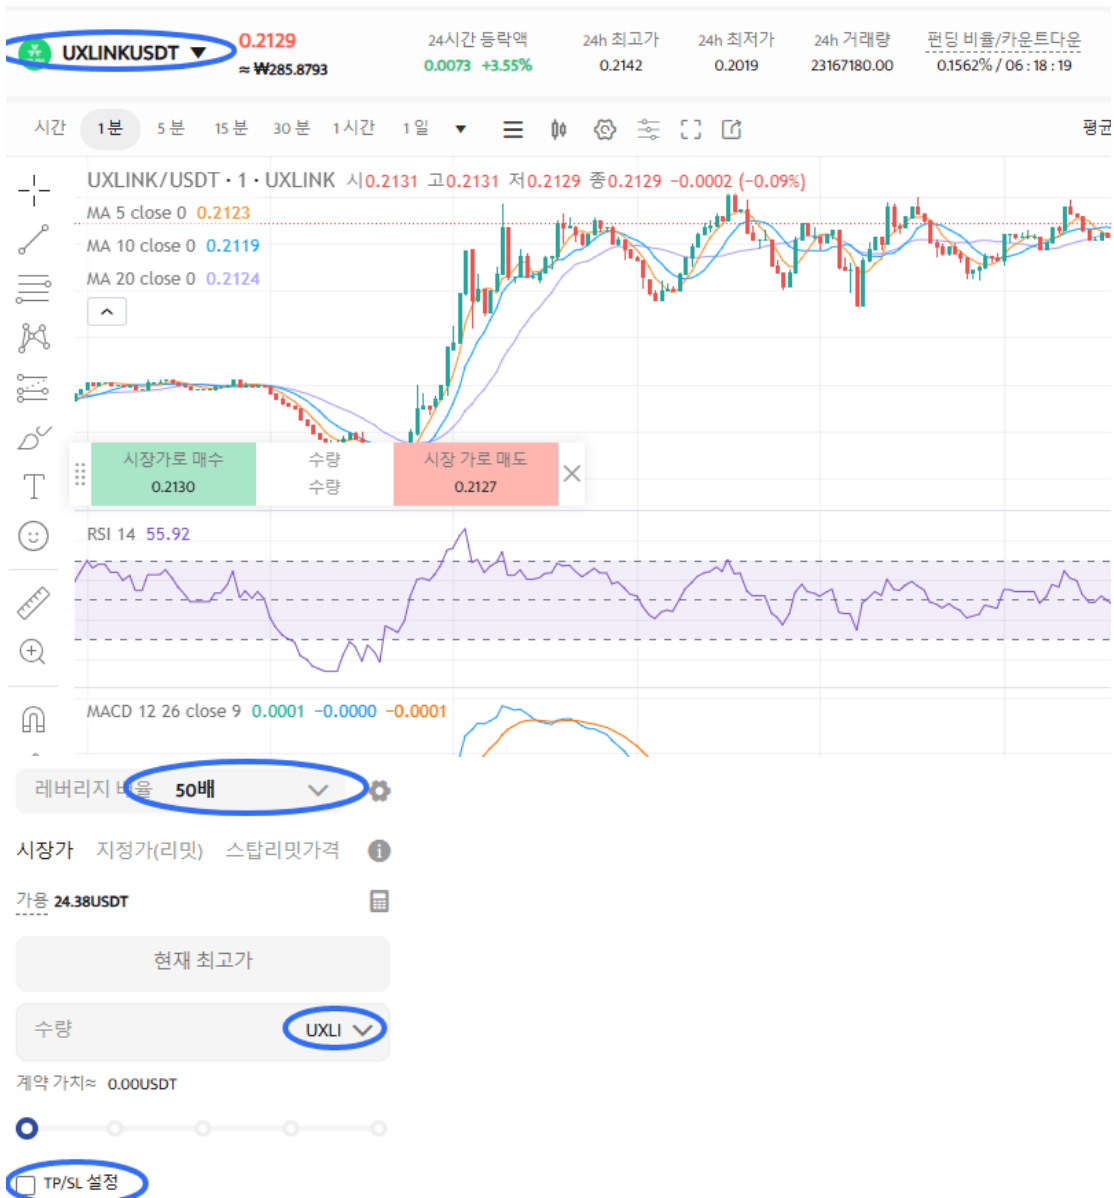 UXLINKUSDT ▼
0.2129
≈ ₩285.8793
24시간 등락액
0.0073 +3.55%
24h 최고가
0.2142
24h 최저가
0.2019
24h 거래량
23167180.00
펀딩 비율/카운트다운
0.1562% / 06 : 18 : 19
시간 1분 5분 15분 30분 1시간 1일 ▼
평균
UXLINK/USDT · 1 · UXLINK 시0.2131 고0.2131 저0.2129 종0.2129 −0.0002 (−0.09%)
MA 5 close 0 0.2123
MA 10 close 0 0.2119
MA 20 close 0 0.2124
시장가로 매수 수량 시장 가로 매도
0.2130 수량 0.2127
RSI 14 55.92
MACD 12 26 close 9 0.0001 −0.0000 −0.0001
레버리지 비율 50배
시장가 지정가(리밋) 스탑리밋가격
가용 24.38USDT
현재 최고가
수량 UXLI
계약 가치≈ 0.00USDT
TP/SL 설정